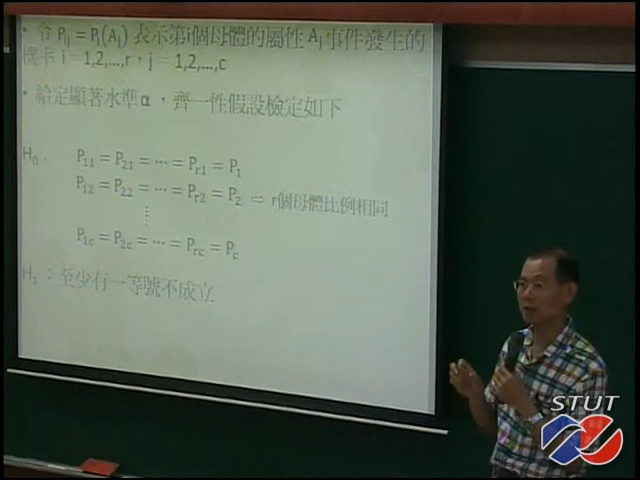 • 令 Pij = Pi(Aj) 表示第i個母體的屬性 Aj 事件發生的
機率 i = 1,2,…,r，j = 1,2,…,c
• 給定顯著水準α，齊一性假設檢定如下
H0： P11 = P21 = ⋯ = Pr1 = P1
P12 = P22 = ⋯ = Pr2 = P2 ⇨ r個母體比例相同
⋮
P1c = P2c = ⋯ = Prc = Pc
H1：至少有一等號不成立
STUT